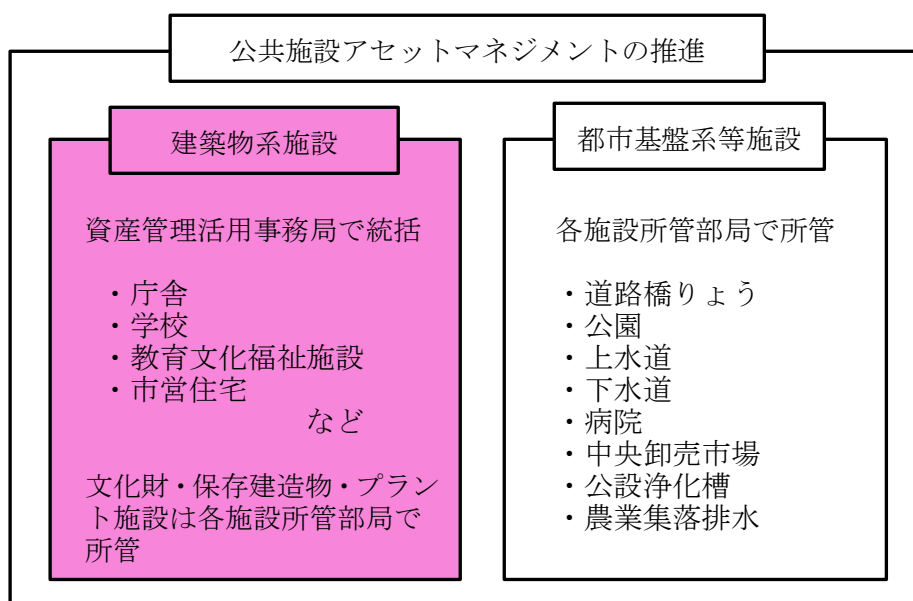 公共施設アセットマネジメントの推進
建築物系施設
資産管理活用事務局で統括
・庁舎
・学校
・教育文化福祉施設
・市営住宅
など
文化財・保存建造物・プラン
ト施設は各施設所管部局で
所管
都市基盤系等施設
各施設所管部局で所管
・道路橋りょう
・公園
・上水道
・下水道
・病院
・中央卸売市場
・公設浄化槽
・農業集落排水